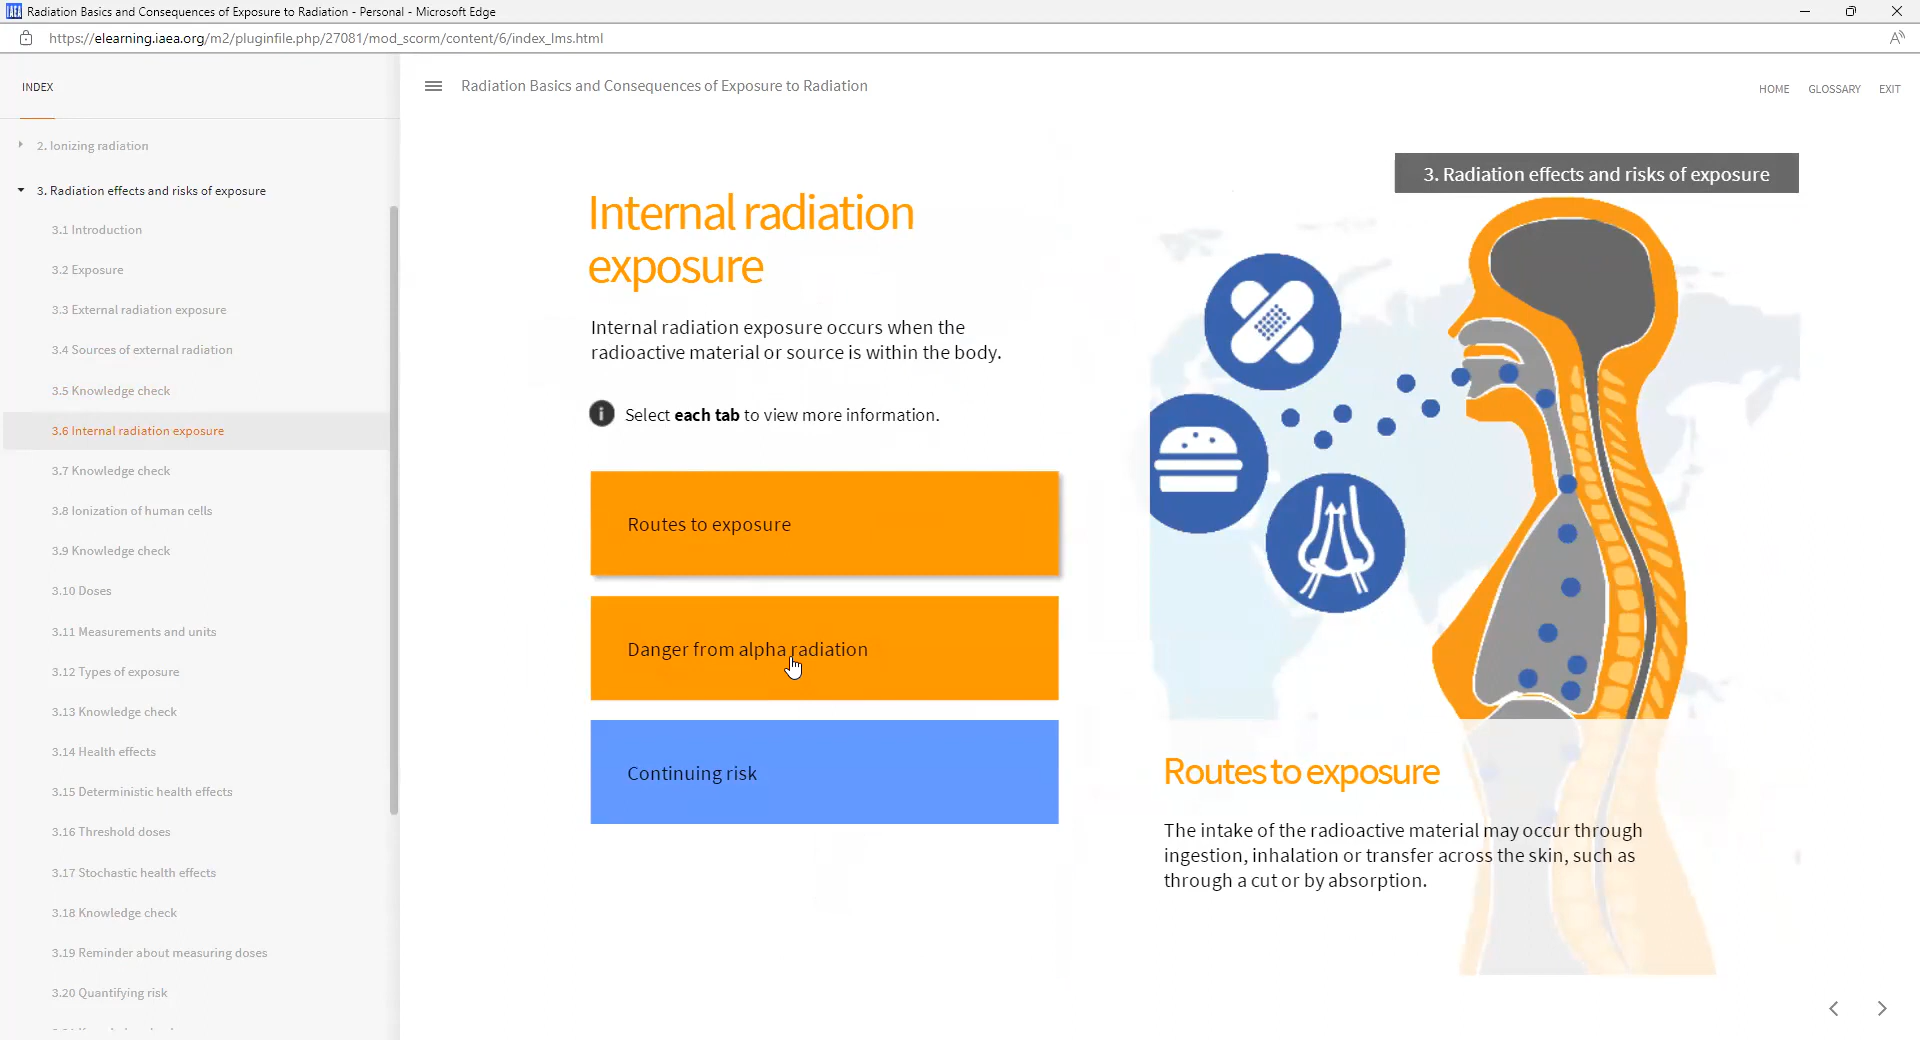 IAEA Radiation Basics and Consequences of Exposure to Radiation - Personal - Microsoft Edge
https://elearning.iaea.org/m2/pluginfile.php/27081/mod_scorm/content/6/index_lms.html
INDEX
2. Ionizing radiation
3. Radiation effects and risks of exposure
3.1 Introduction
3.2 Exposure
3.3 External radiation exposure
3.4 Sources of external radiation
3.5 Knowledge check
3.6 Internal radiation exposure
3.7 Knowledge check
3.8 Ionization of human cells
3.9 Knowledge check
3.10 Doses
3.11 Measurements and units
3.12 Types of exposure
3.13 Knowledge check
3.14 Health effects
3.15 Deterministic health effects
3.16 Threshold doses
3.17 Stochastic health effects
3.18 Knowledge check
3.19 Reminder about measuring doses
3.20 Quantifying risk
Radiation Basics and Consequences of Exposure to Radiation
HOME GLOSSARY EXIT
3. Radiation effects and risks of exposure
Internal radiation
exposure
Internal radiation exposure occurs when the
radioactive material or source is within the body.
i Select each tab to view more information.
Routes to exposure
Danger from alpha radiation
Continuing risk
Routes to exposure
The intake of the radioactive material may occur through
ingestion, inhalation or transfer across the skin, such as
through a cut or by absorption.